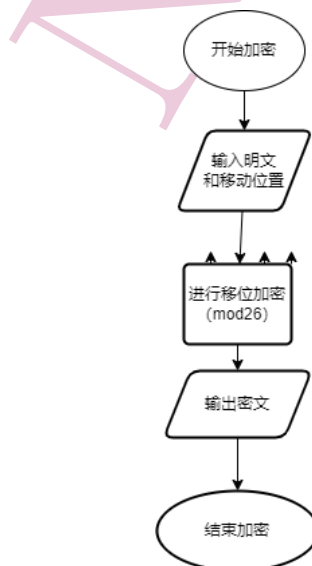 开始加密
输入明文
和移动位置
进行移位加密
（mod26）
输出密文
结束加密